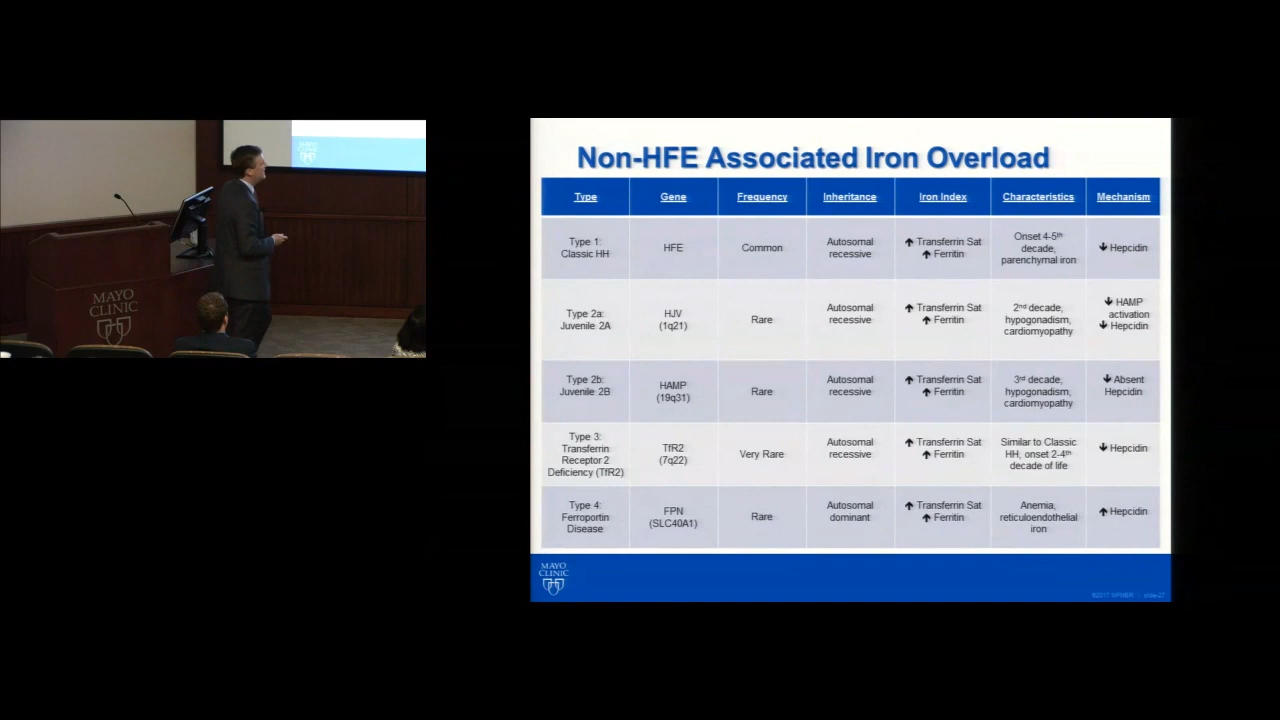 MAYO
CLINIC
Non-HFE Associated Iron Overload
Type Gene Frequency Inheritance Iron Index Characteristics Mechanism
Type 1:
Classic HH
HFE
Common
Autosomal
recessive
🡹 Transferrin Sat
🡹 Ferritin
Onset 4-5th
decade,
parenchymal iron
🡻 Hepcidin
Type 2a:
Juvenile 2A
HJV
(1q21)
Rare
Autosomal
recessive
🡹 Transferrin Sat
🡹 Ferritin
2nd decade,
hypogonadism,
cardiomyopathy
🡻 HAMP
activation
🡻 Hepcidin
Type 2b:
Juvenile 2B
HAMP
(19q31)
Rare
Autosomal
recessive
🡹 Transferrin Sat
🡹 Ferritin
3rd decade,
hypogonadism,
cardiomyopathy
🡻 Absent
Hepcidin
Type 3:
Transferrin
Receptor 2
Deficiency (TfR2)
TfR2
(7q22)
Very Rare
Autosomal
recessive
🡹 Transferrin Sat
🡹 Ferritin
Similar to Classic
HH, onset 2-4th
decade of life
🡻 Hepcidin
Type 4:
Ferroportin
Disease
FPN
(SLC40A1)
Rare
Autosomal
dominant
🡹 Transferrin Sat
🡹 Ferritin
Anemia,
reticuloendothelial
iron
🡹 Hepcidin
MAYO
CLINIC
©2017 MFMER | slide-27